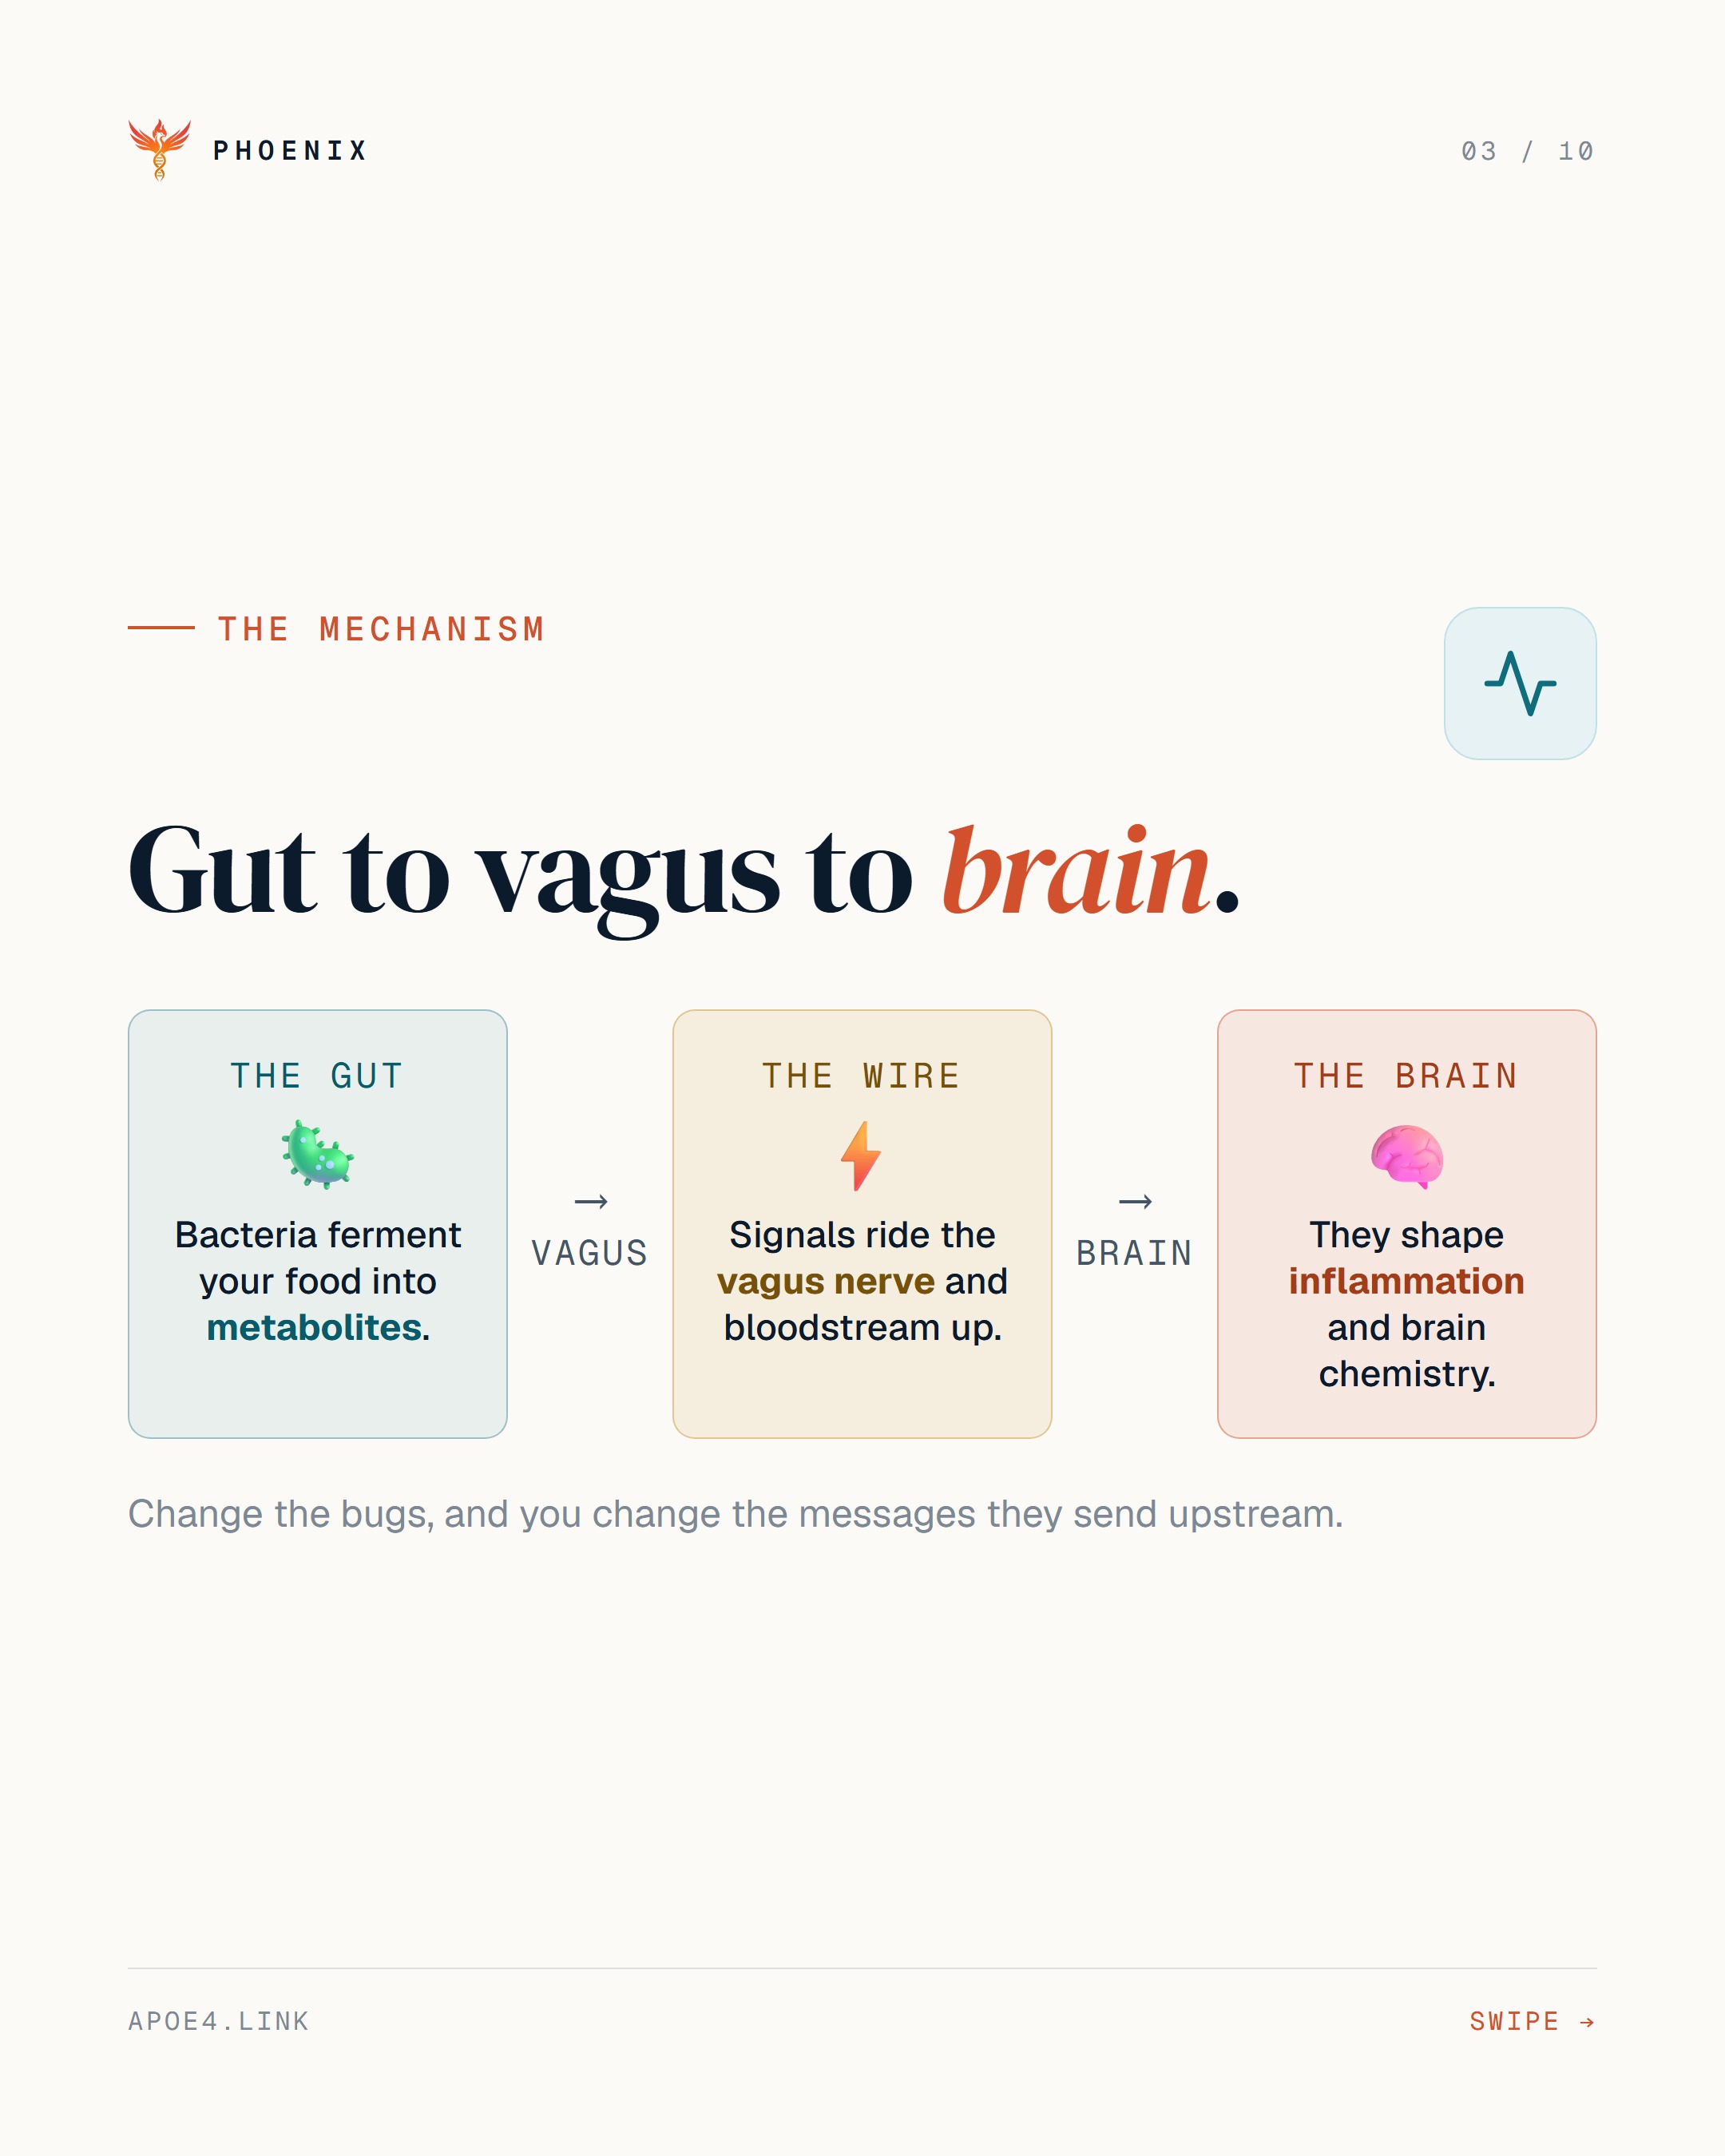 PHOENIX
03 / 10
THE MECHANISM
Gut to vagus to brain.
THE GUT
Bacteria ferment
your food into
metabolites.
→
VAGUS
THE WIRE
Signals ride the
vagus nerve and
bloodstream up.
→
BRAIN
THE BRAIN
They shape
inflammation
and brain
chemistry.
Change the bugs, and you change the messages they send upstream.
APOE4.LINK
SWIPE →